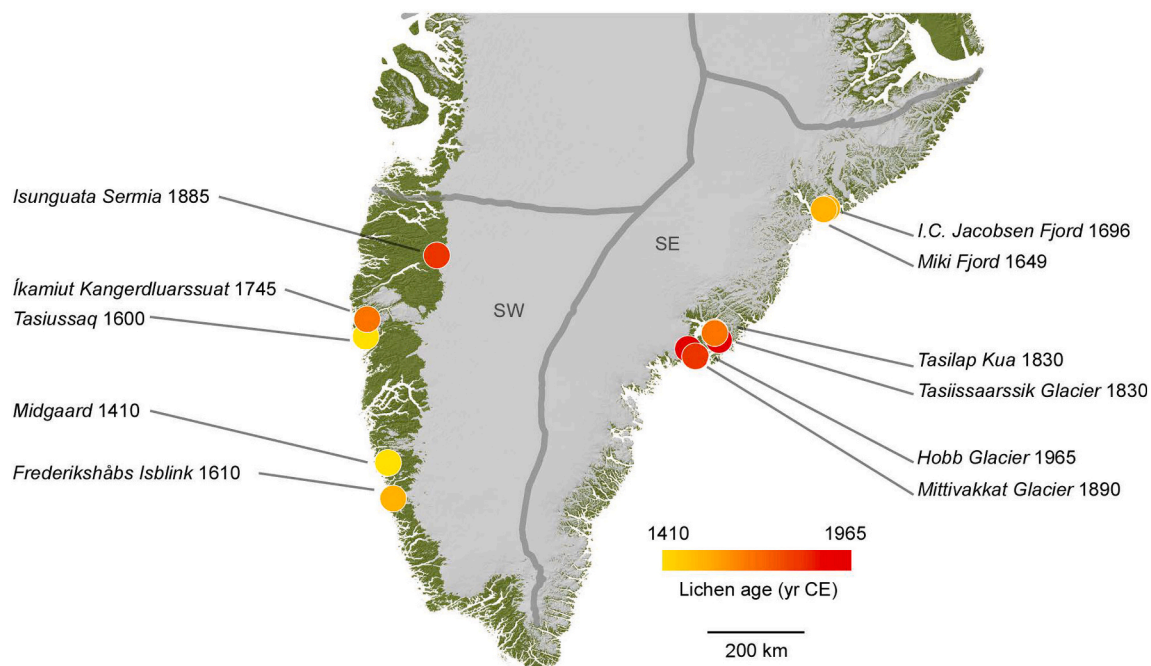 Isunguata Sermia 1885
Íkamiut Kangerdluarssuat 1745
Tasiussaq 1600
Midgaard 1410
Frederikshåbs Isblink 1610
SW
SE
I.C. Jacobsen Fjord 1696
Miki Fjord 1649
Tasilap Kua 1830
Tasiissaarssik Glacier 1830
Hobb Glacier 1965
Mittivakkat Glacier 1890
1410 1965
Lichen age (yr CE)
200 km